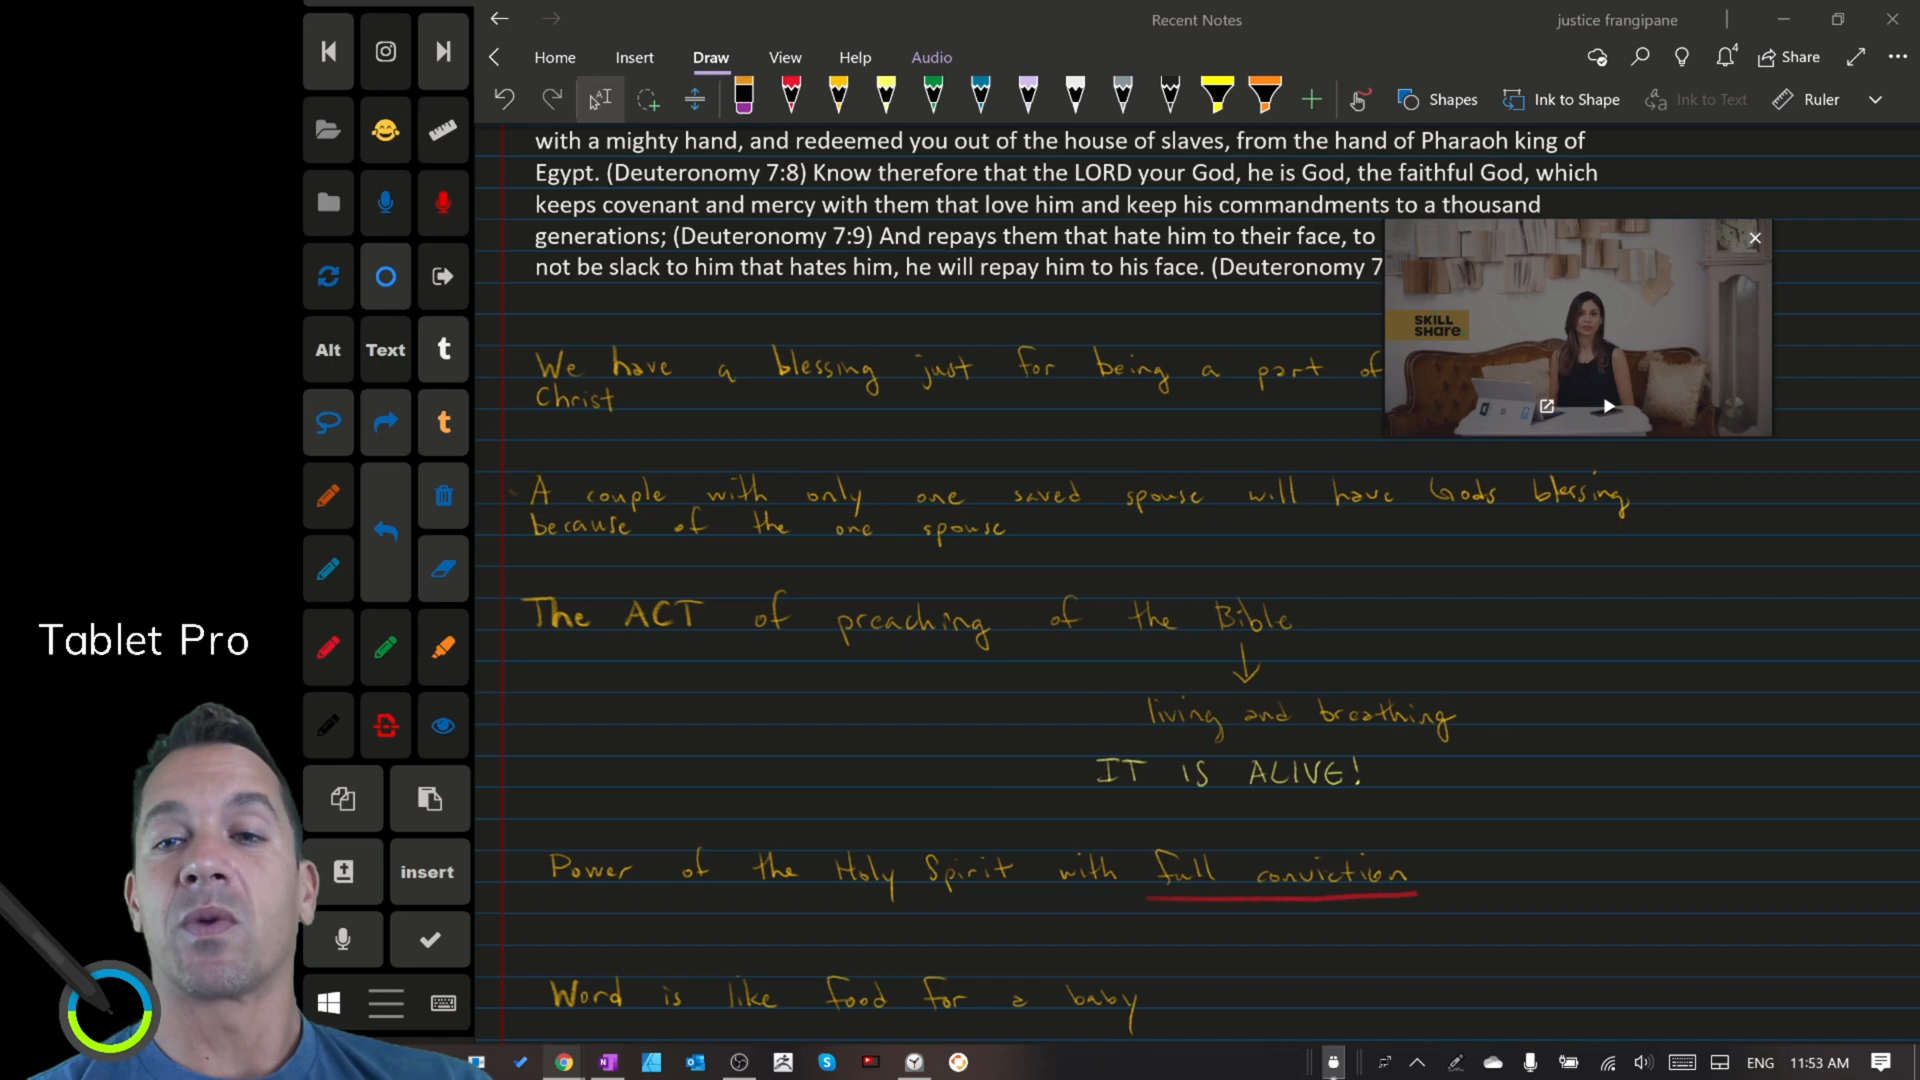 Recent Notes
justice frangipane
Home Insert Draw View Help Audio
4
Share
Shapes
Ink to Shape
Ink to Text
Ruler
with a mighty hand, and redeemed you out of the house of slaves, from the hand of Pharaoh king of
Egypt. (Deuteronomy 7:8) Know therefore that the LORD your God, he is God, the faithful God, which
keeps covenant and mercy with them that love him and keep his commandments to a thousand
generations; (Deuteronomy 7:9) And repays them that hate him to their face, to
not be slack to him that hates him, he will repay him to his face. (Deuteronomy 7
SKILL
SHARE
We have a blessing just for being a part of
Christ
A couple with only one saved spouse will have Gods blessing
because of the one spouse
The ACT of preaching of the Bible
living and breathing
IT IS ALIVE!
Power of the Holy Spirit with full conviction
Word is like food for a baby
Alt Text t
t
insert
Tablet Pro
ENG 11:53 AM